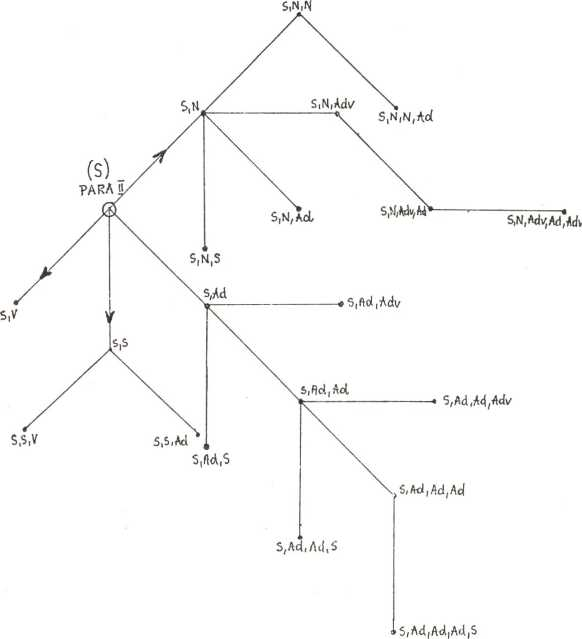 S,N,N
S,N
S,N,Adv
S,N,N,Ad
(S)
PARA II
S,N,Ad
S,N,Adv,Ad
S,N,Adv,Ad,Adv
S,N,S
S,Ad
S,Ad,Adv
S,V
S,S
S,Ad,Ad
S,Ad,Ad,Adv
S,S,V
S,S,Ad
S,Ad,S
S,Ad,Ad,Ad
S,Ad,Ad,S
S,Ad,Ad,Ad,S